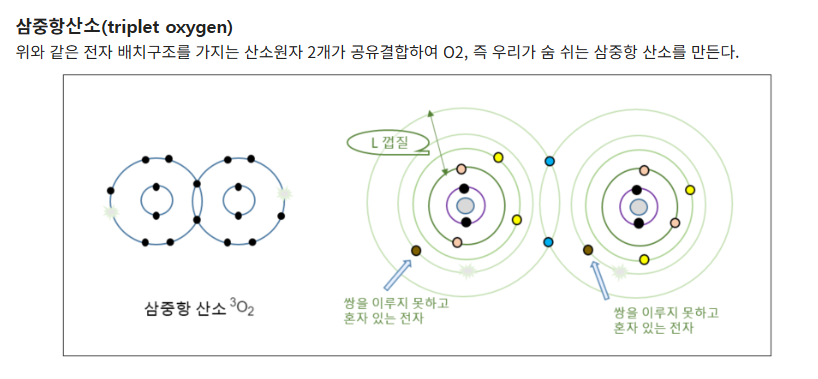 삼중항산소(triplet oxygen)
위와 같은 전자 배치구조를 가지는 산소원자 2개가 공유결합하여 O2, 즉 우리가 숨 쉬는 삼중항 산소를 만든다.
L 껍질
삼중항 산소 ³O₂
쌍을 이루지 못하고
혼자 있는 전자
쌍을 이루지 못하고
혼자 있는 전자